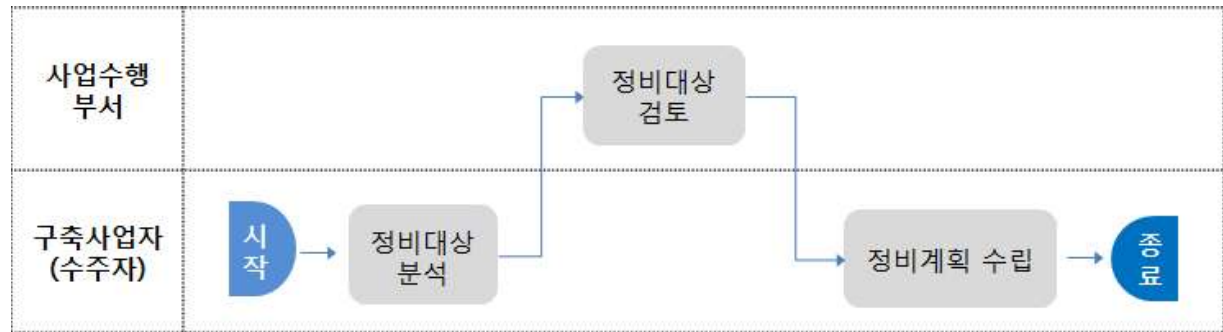 사업수행
부서
정비대상
검토
구축사업자
(수주자)
시
작
정비대상
분석
정비계획 수립
종
료